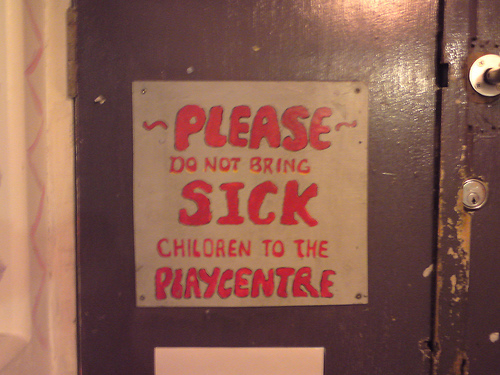 ~PLEASE~
DO NOT BRING
SICK
CHILDREN TO THE
PLAYCENTRE